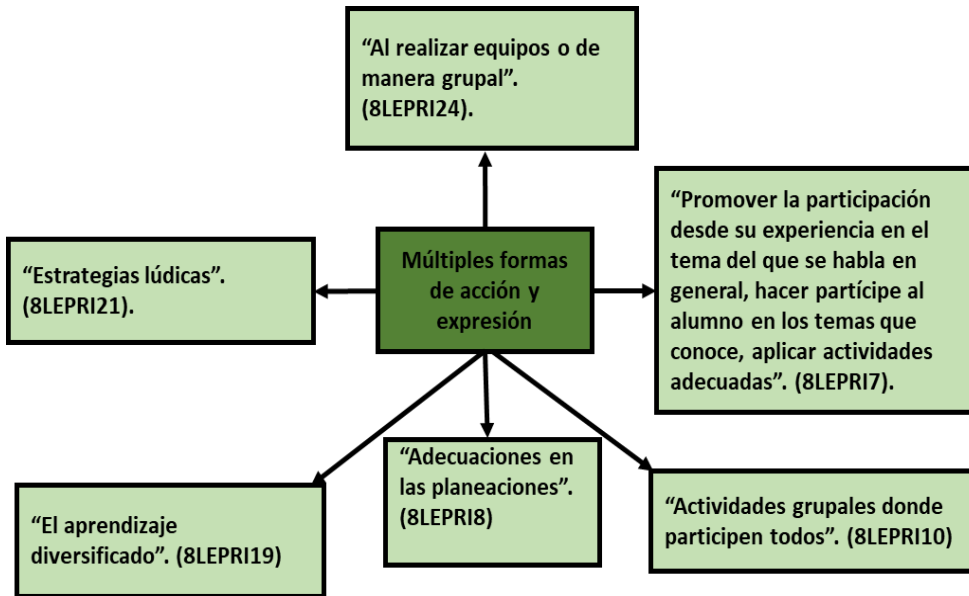 “Al realizar equipos o de
manera grupal”.
(8LEPRI24).
“Promover la participación
desde su experiencia en el
tema del que se habla en
general, hacer partícipe al
alumno en los temas que
conoce, aplicar actividades
adecuadas”. (8LEPRI7).
“Estrategias lúdicas”.
(8LEPRI21).
Múltiples formas
de acción y
expresión
“Adecuaciones en
las planeaciones”.
(8LEPRI8)
“El aprendizaje
diversificado”. (8LEPRI19)
“Actividades grupales donde
participen todos”. (8LEPRI10)